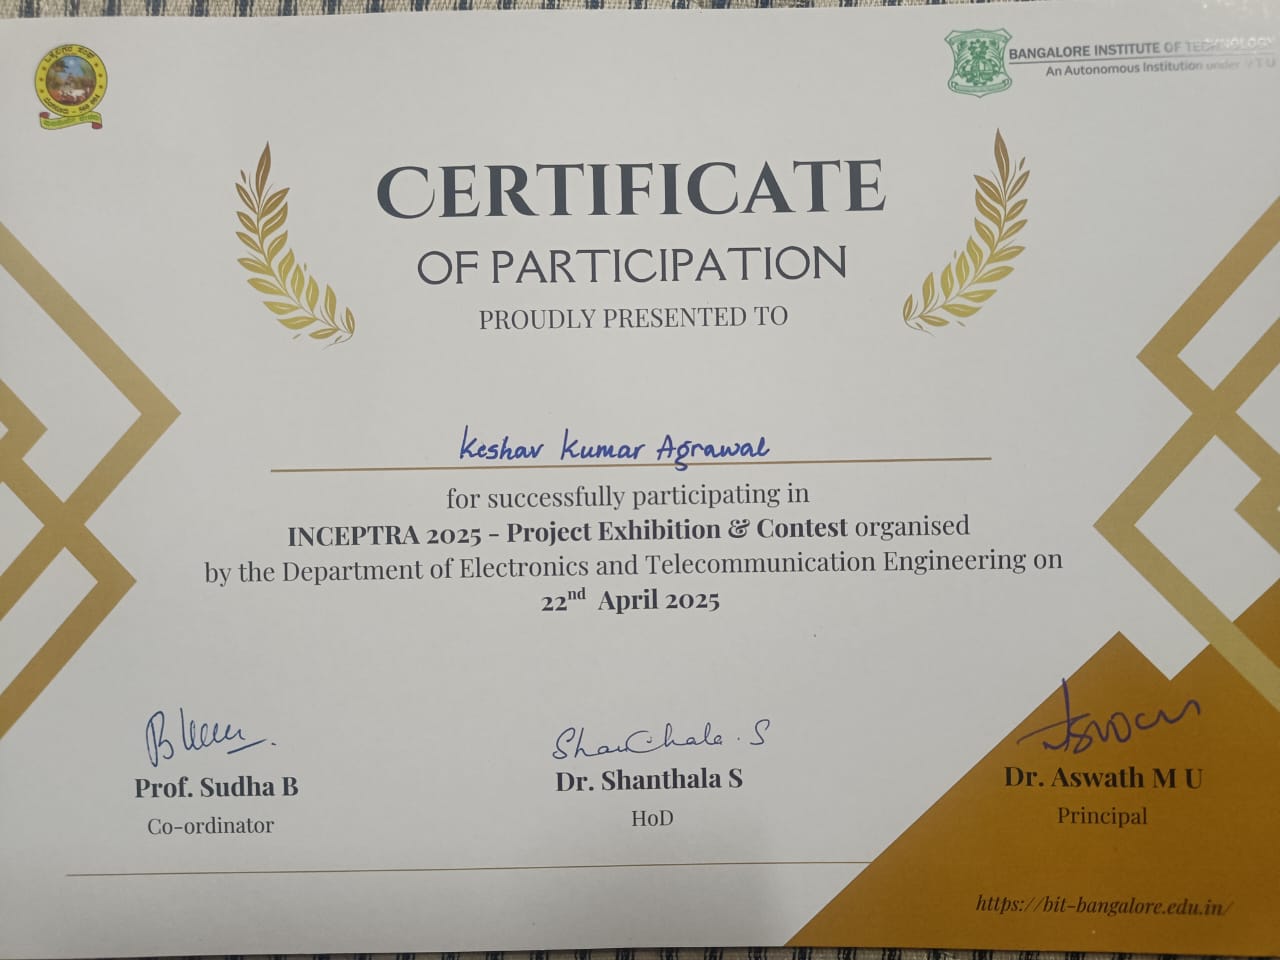 BANGALORE INSTITUTE OF TECHNOLOGY
An Autonomous Institution under VTU
CERTIFICATE
OF PARTICIPATION
PROUDLY PRESENTED TO
Keshav Kumar Agrawal
for successfully participating in
INCEPTRA 2025 - Project Exhibition & Contest organised
by the Department of Electronics and Telecommunication Engineering on
22nd April 2025
Shanthala . S
Prof. Sudha B
Dr. Shanthala S
Dr. Aswath M U
Co-ordinator
HoD
Principal
https://bit-bangalore.edu.in/